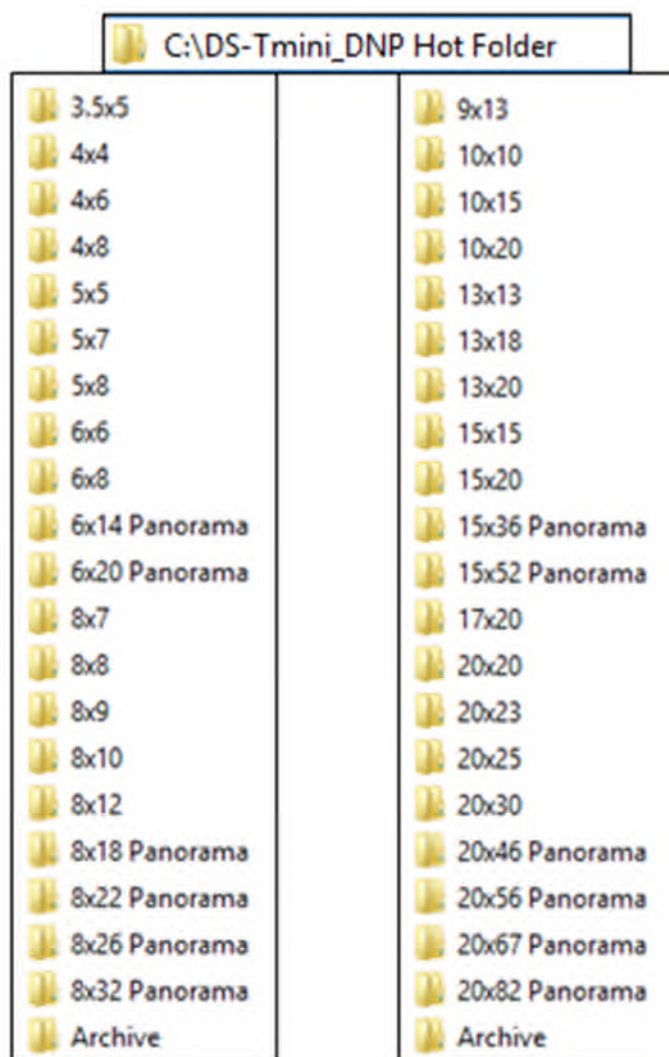 C:\DS-Tmini_DNP Hot Folder
3.5x5
4x4
4x6
4x8
5x5
5x7
5x8
6x6
6x8
6x14 Panorama
6x20 Panorama
8x7
8x8
8x9
8x10
8x12
8x18 Panorama
8x22 Panorama
8x26 Panorama
8x32 Panorama
Archive
9x13
10x10
10x15
10x20
13x13
13x18
13x20
15x15
15x20
15x36 Panorama
15x52 Panorama
17x20
20x20
20x23
20x25
20x30
20x46 Panorama
20x56 Panorama
20x67 Panorama
20x82 Panorama
Archive